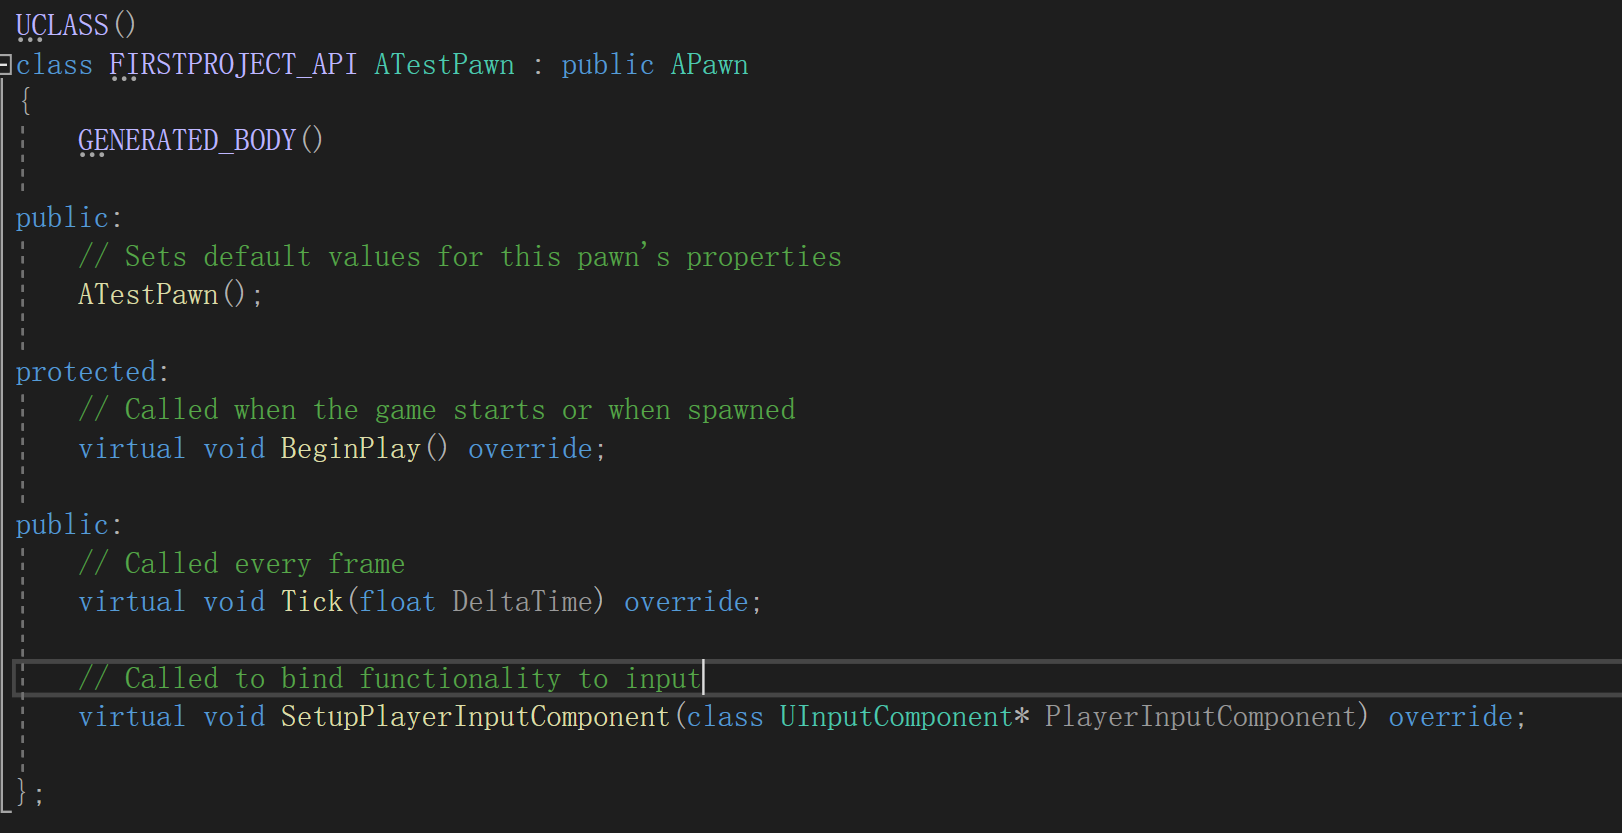 UCLASS()
class FIRSTPROJECT_API ATestPawn : public APawn
{
GENERATED_BODY()
public:
// Sets default values for this pawn's properties
ATestPawn();
protected:
// Called when the game starts or when spawned
virtual void BeginPlay() override;
public:
// Called every frame
virtual void Tick(float DeltaTime) override;
// Called to bind functionality to input
virtual void SetupPlayerInputComponent(class UInputComponent* PlayerInputComponent) override;
};